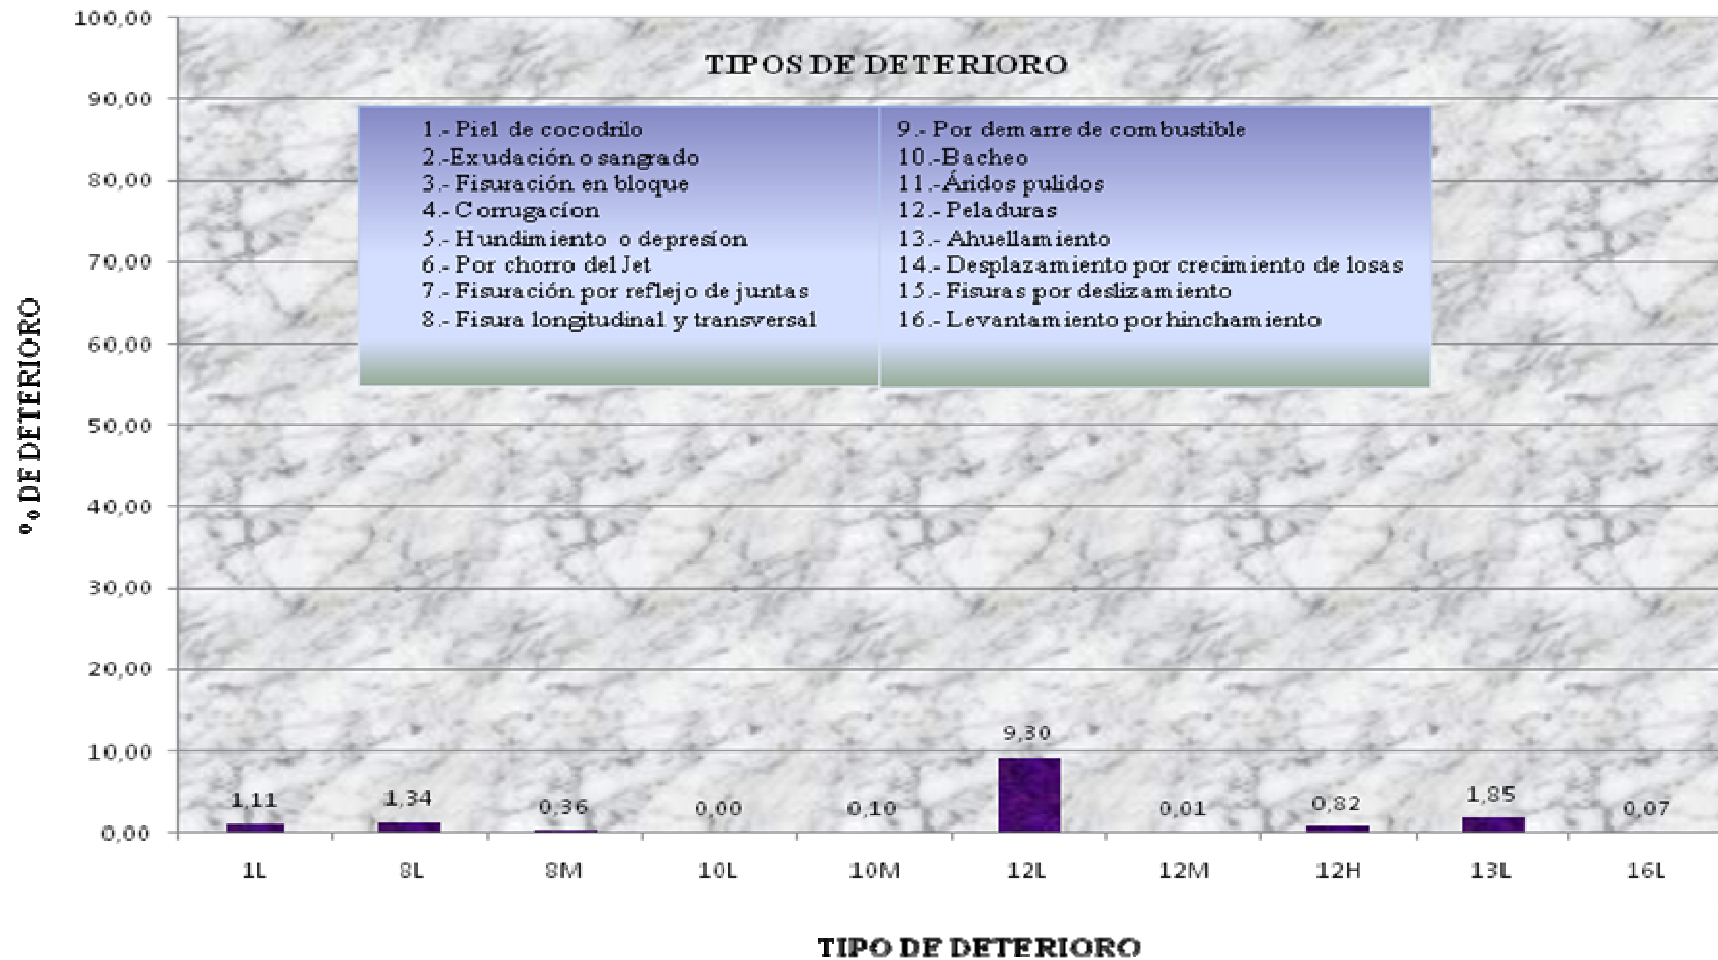 TIPOS DE DETERIORO
1.- Piel de cocodrilo
2.-Exudación o sangrado
3.- Fisuración en bloque
4.- Corrugacíon
5.- Hundimiento o depresíon
6.- Por chorro del Jet
7.- Fisuración por reflejo de juntas
8.- Fisura longitudinal y transversal
9.- Por demarre de combustible
10.-Bacheo
11.-Áridos pulidos
12.- Peladuras
13.- Ahuellamiento
14.- Desplazamiento por crecimiento de losas
15.- Fisuras por deslizamiento
16.- Levantamiento por hinchamiento
% DE DETERIORO
100,00
90,00
80,00
70,00
60,00
50,00
40,00
30,00
20,00
10,00
0,00
1,11 1,34 0,36 0,00 0,10 9,30 0,01 0,82 1,85 0,07
1L 8L 8M 10L 10M 12L 12M 12H 13L 16L
TIPO DE DETERIORO